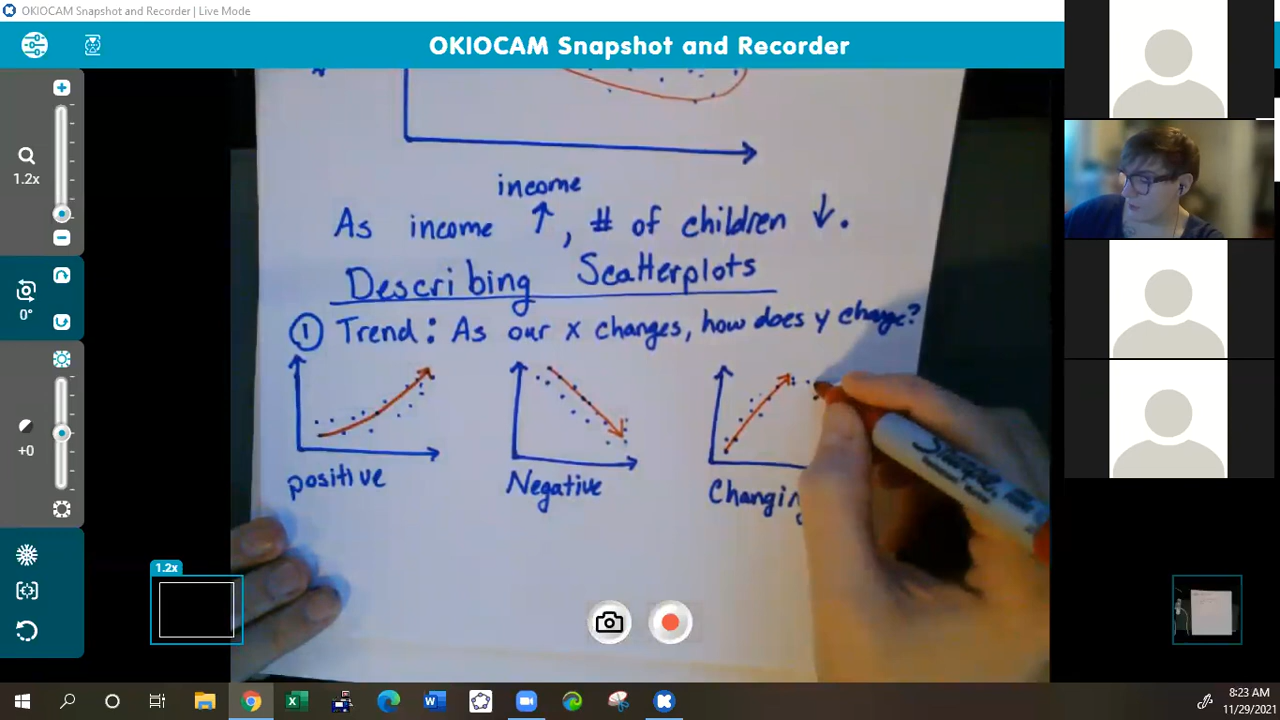 OKIOCAM Snapshot and Recorder | Live Mode
OKIOCAM Snapshot and Recorder
1.2x
0°
+0
income
As income ↑, # of children ↓.
Describing Scatterplots
① Trend: As our x changes, how does y change?
positive
Negative
Changing
Sharpie
1.2x
8:23 AM
11/29/2021